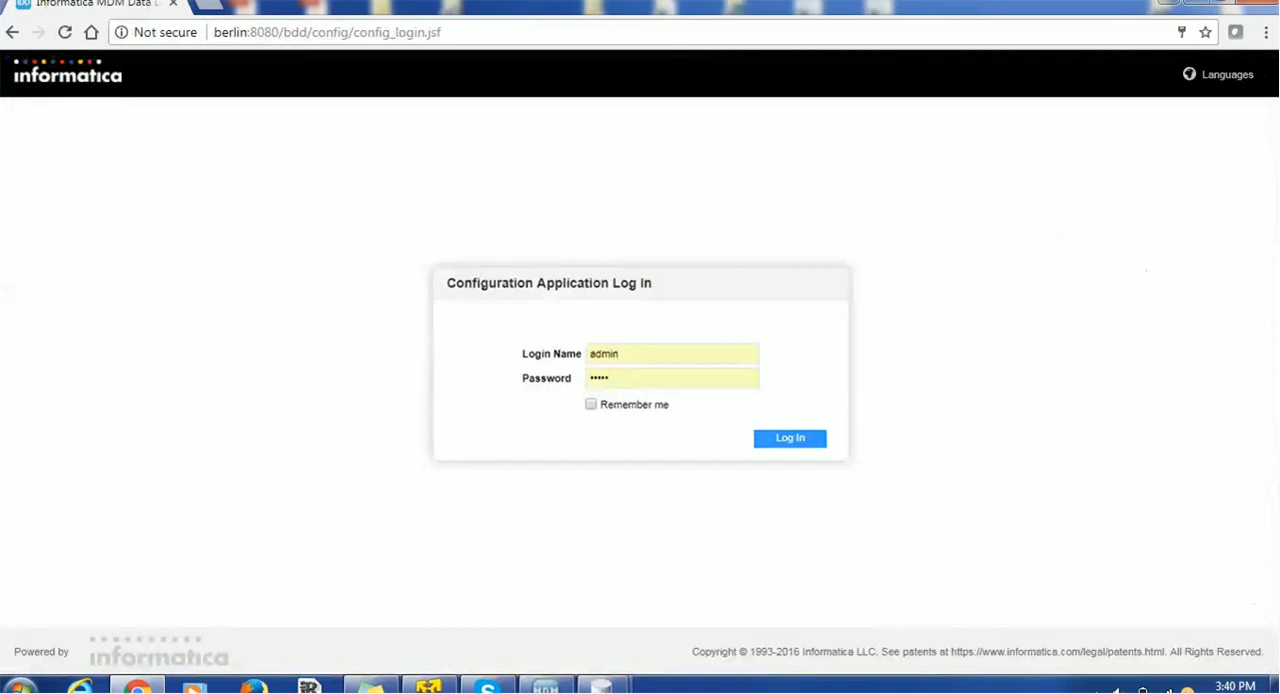 Informatica MDM Data
Not secure berlin:8080/bdd/config/config_login.jsf
informatica
Languages
Configuration Application Log In
Login Name admin
Password •••••
Remember me
Log In
Powered by informatica
Copyright © 1993-2016 Informatica LLC. See patents at https://www.informatica.com/legal/patents.html. All Rights Reserved.
MDM
3:40 PM